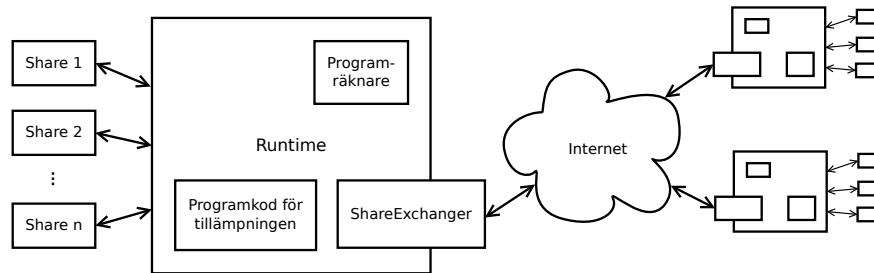 Share 1
Share 2
...
Share n
Program-
räknare
Runtime
Programkod för
tillämpningen
ShareExchanger
Internet